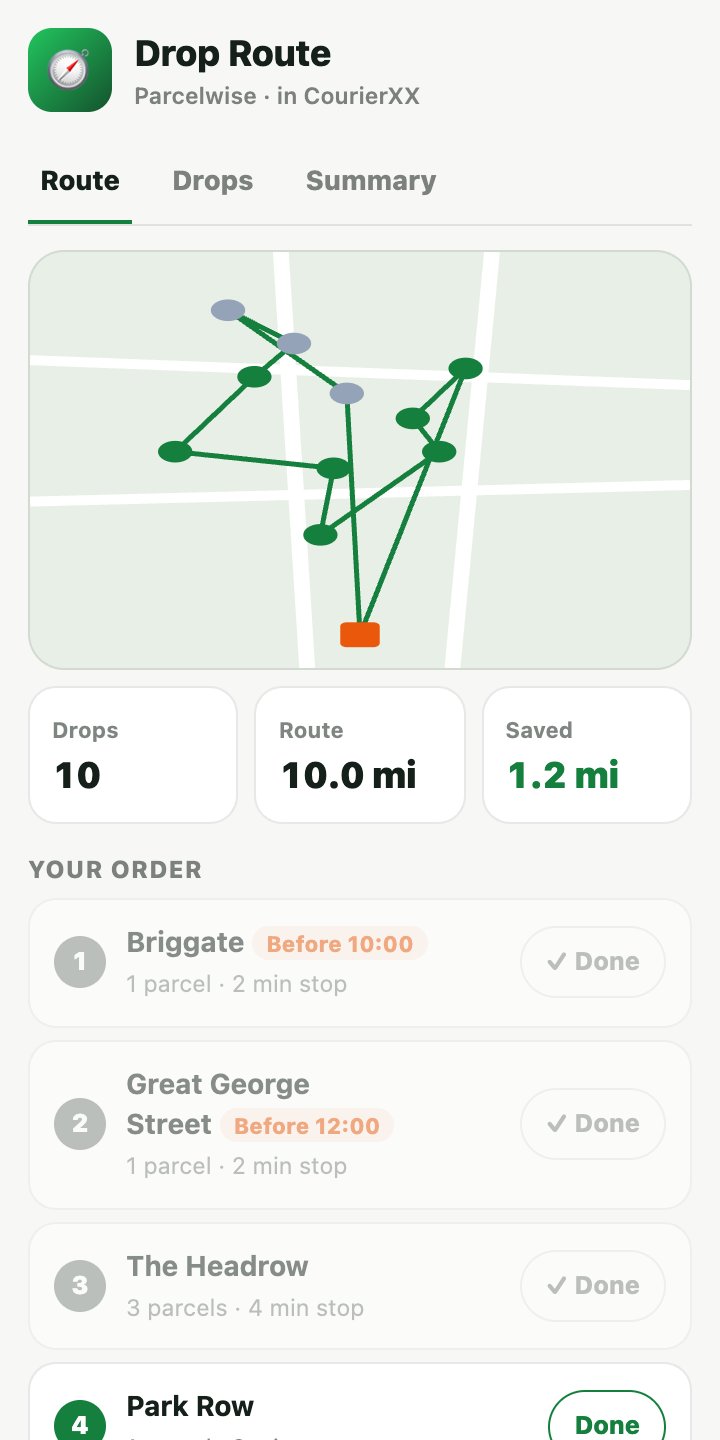 Drop Route
Parcelwise · in CourierXX
Route Drops Summary
Drops Route Saved
10 10.0 mi 1.2 mi
YOUR ORDER
1 Briggate Before 10:00 ✓ Done
1 parcel · 2 min stop
Great George
2 Street Before 12:00 ✓ Done
1 parcel · 2 min stop
3 The Headrow ✓ Done
3 parcels · 4 min stop
4 Park Row Done